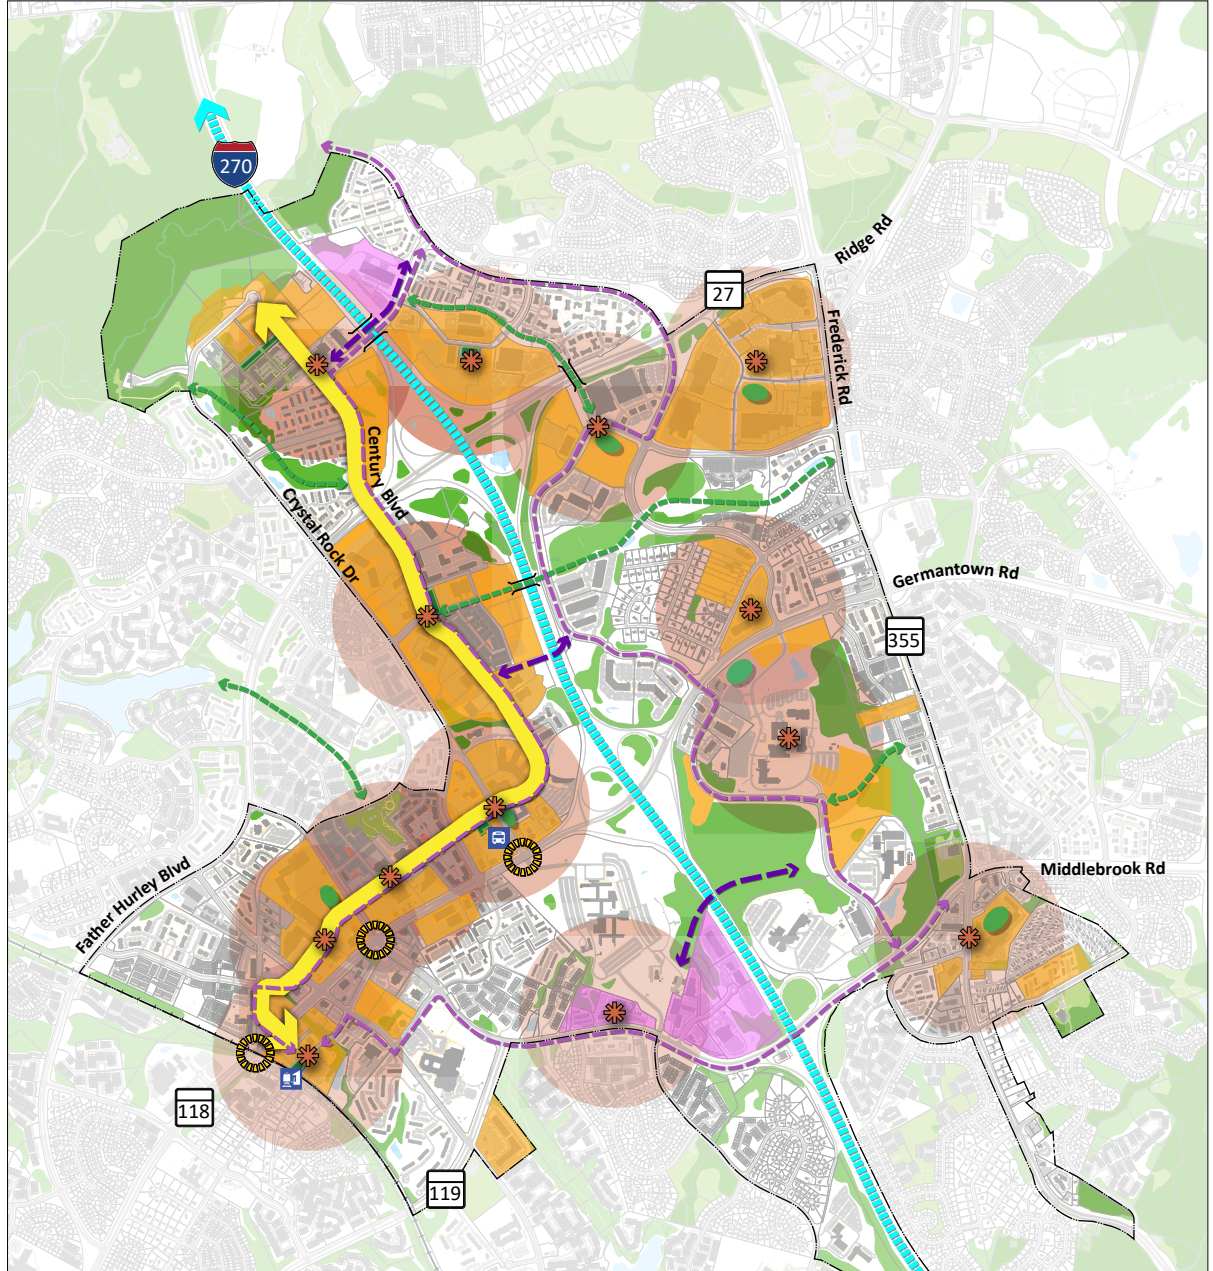 270
Ridge Rd
27
Frederick Rd
Century Blvd
Crystal Rock Dr
Germantown Rd
355
Middlebrook Rd
Father Hurley Blvd
118
119